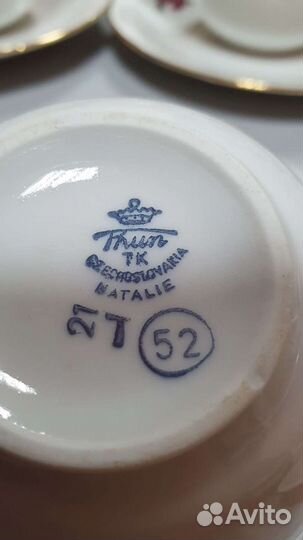 Thun
TK
CZECHOSLOVAKIA
NATALIE
21 T 52
Avito